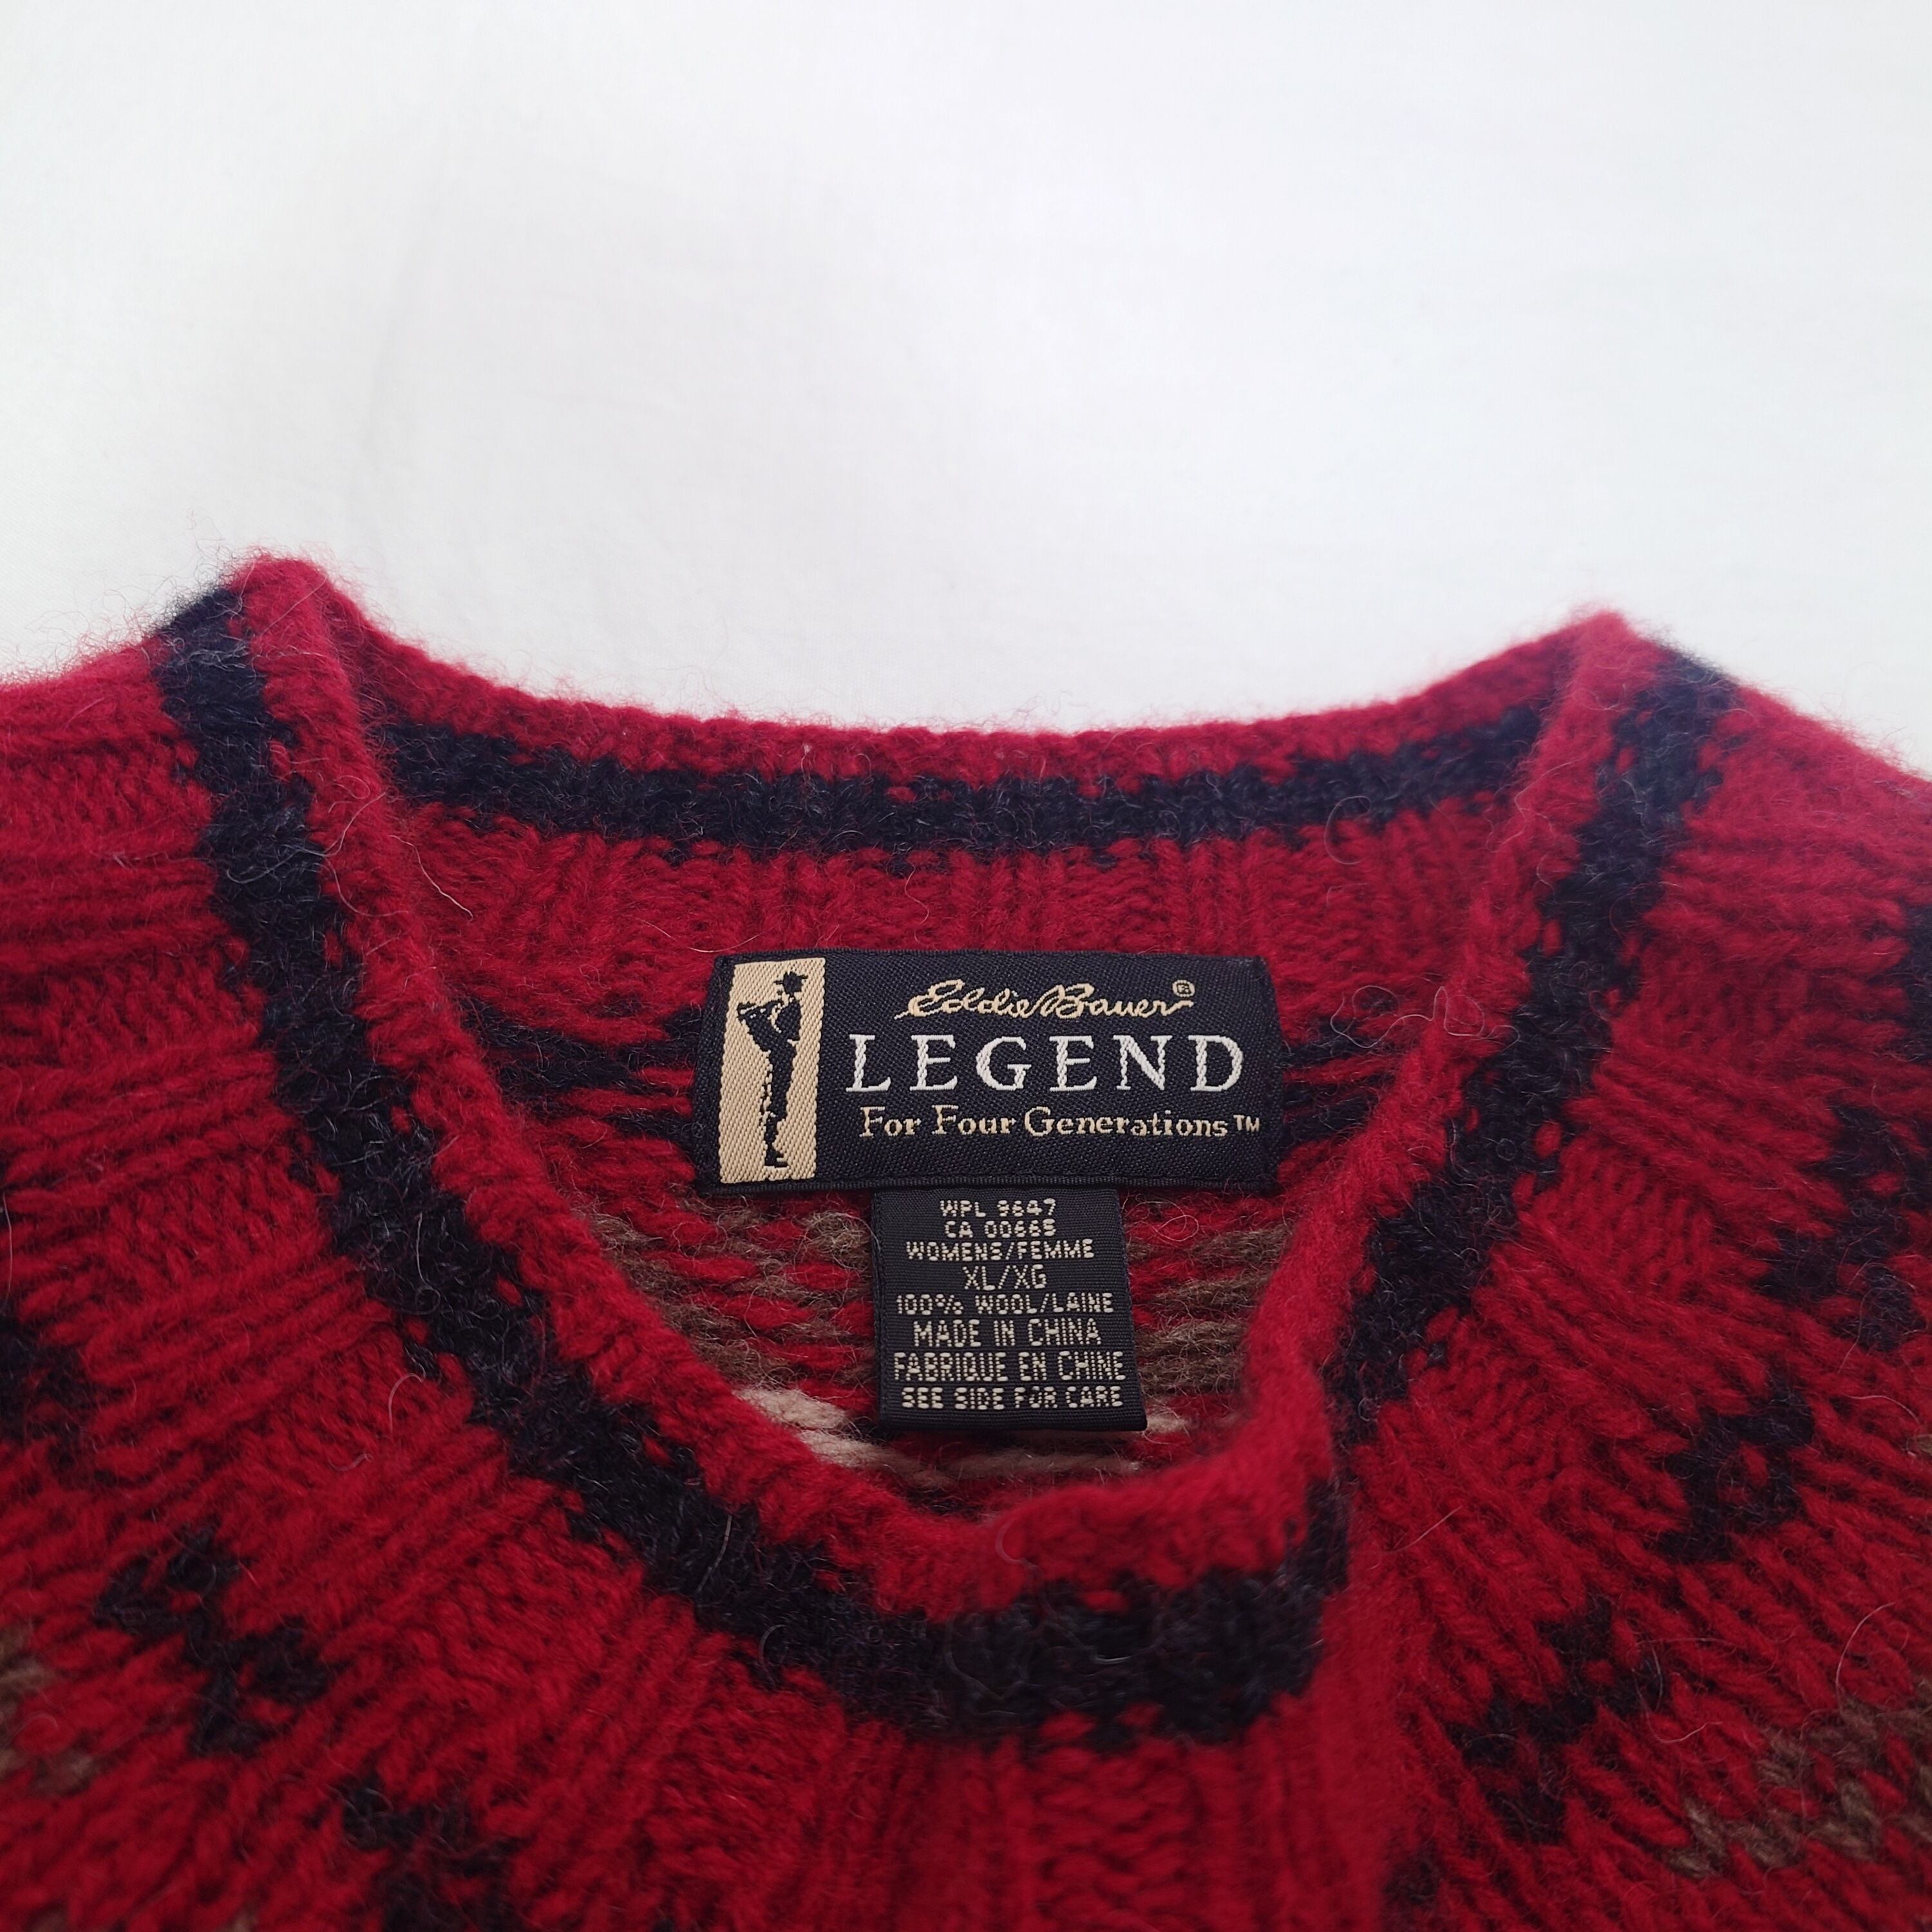 Eddie Bauer®
LEGEND
For Four Generations™
WPL 9647
CA 00665
WOMENS/FEMME
XL/XG
100% WOOL/LAINE
MADE IN CHINA
FABRIQUE EN CHINE
SEE SIDE FOR CARE